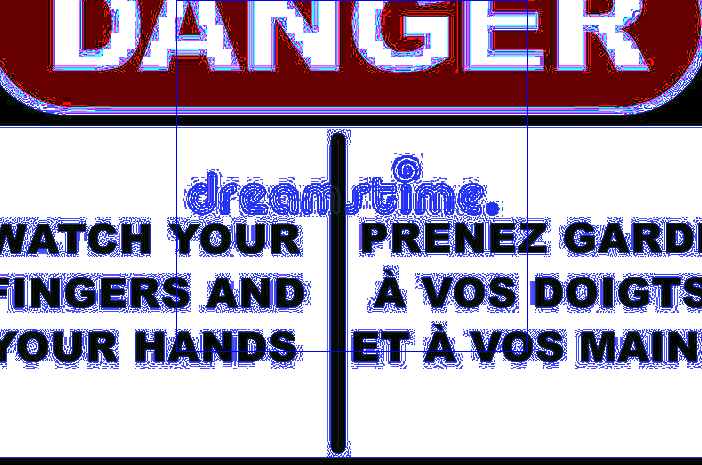 DANGER
dreamstime.
WATCH YOUR
FINGERS AND
YOUR HANDS
PRENEZ GARD
À VOS DOIGTS
ET À VOS MAIN